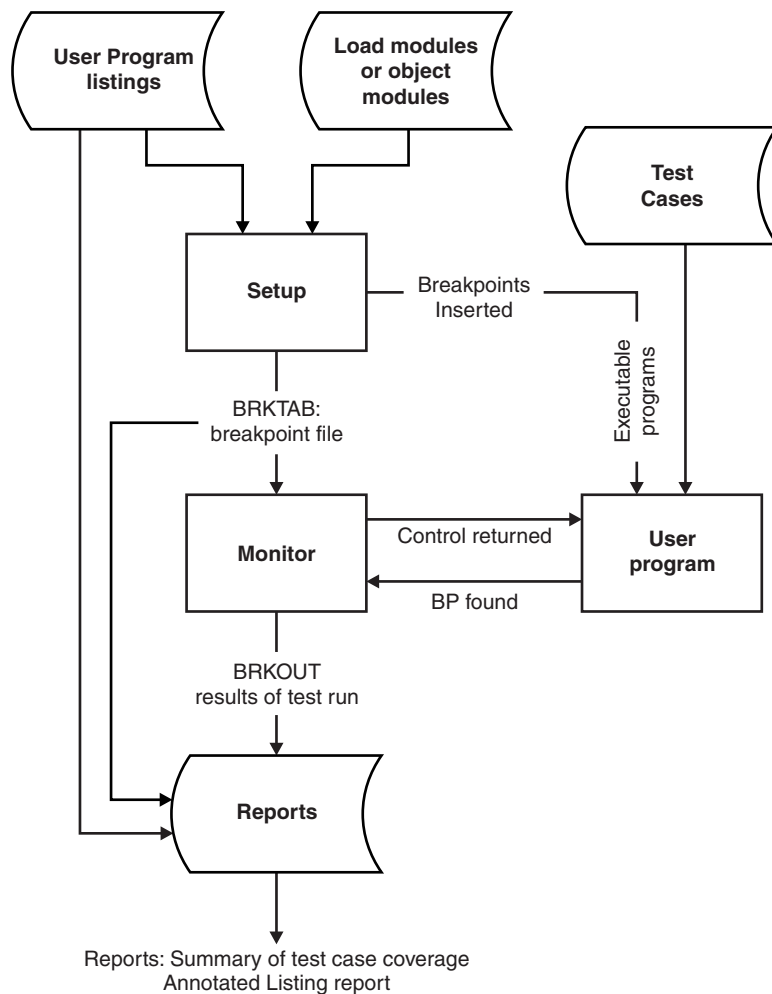 User Program
listings
Load modules
or object
modules
Test
Cases
Setup
Breakpoints
Inserted
Executable
programs
BRKTAB:
breakpoint file
Monitor
Control returned
User
program
BP found
BRKOUT
results of test run
Reports
Reports: Summary of test case coverage
Annotated Listing report